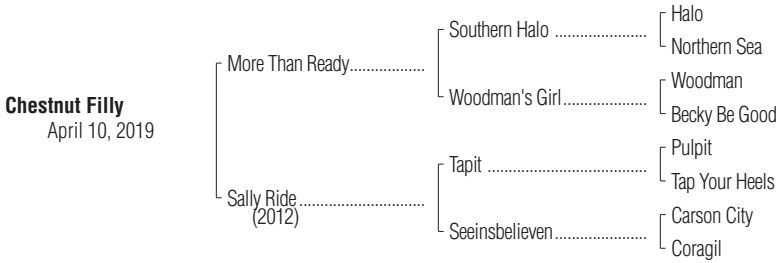 Chestnut Filly
April 10, 2019
More Than Ready.................
Sally Ride ............................
(2012)
Southern Halo .....................
Woodman's Girl...................
Tapit ....................................
Seeinsbelieven.....................
Halo
Northern Sea
Woodman
Becky Be Good
Pulpit
Tap Your Heels
Carson City
Coragil